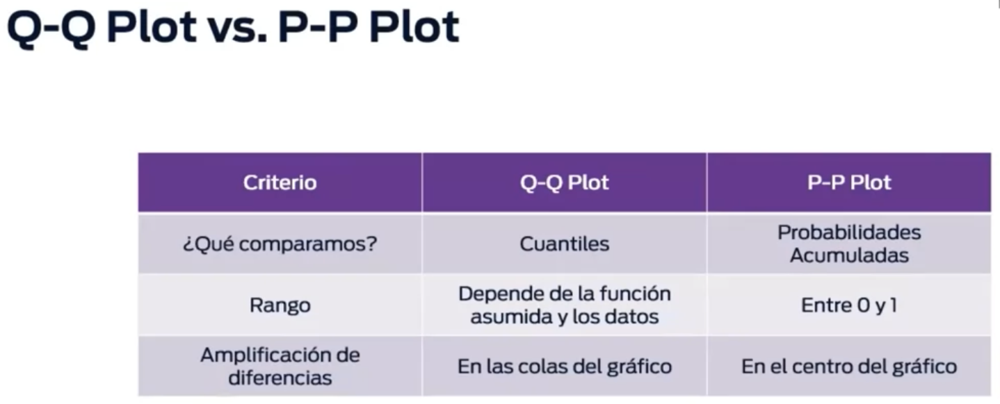 Q-Q Plot vs. P-P Plot
Criterio
Q-Q Plot
P-P Plot
¿Qué comparamos?
Cuantiles
Probabilidades
Acumuladas
Rango
Depende de la función
asumida y los datos
Entre 0 y 1
Amplificación de
diferencias
En las colas del gráfico
En el centro del gráfico